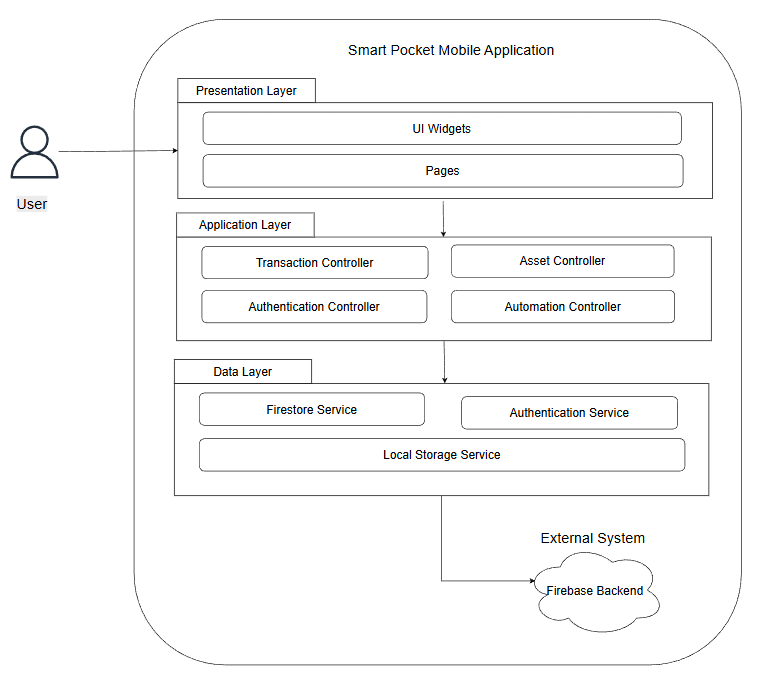 Smart Pocket Mobile Application
Presentation Layer
UI Widgets
Pages
User
Application Layer
Transaction Controller
Asset Controller
Authentication Controller
Automation Controller
Data Layer
Firestore Service
Authentication Service
Local Storage Service
External System
Firebase Backend